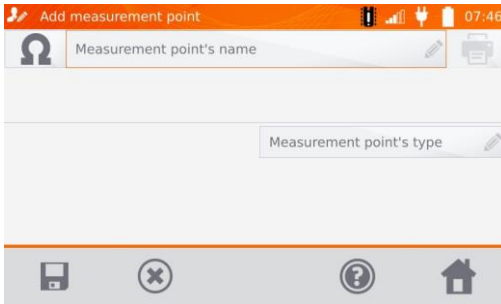 Add measurement point 07:46
Measurement point's name
Measurement point's type